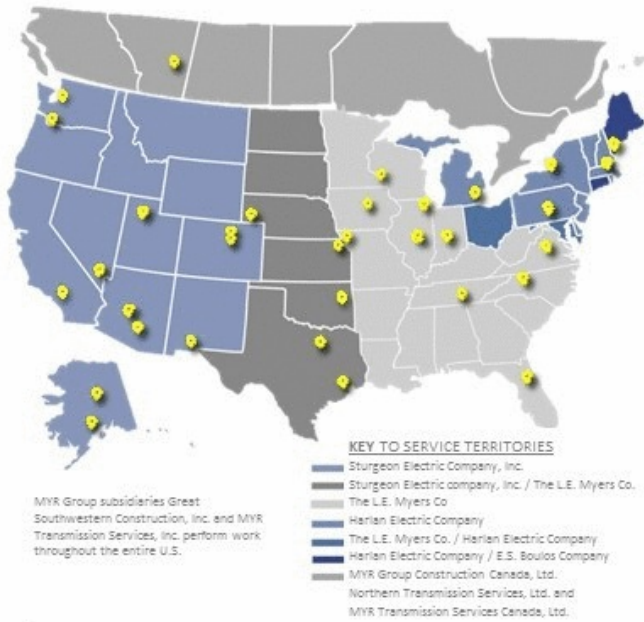 KEY TO SERVICE TERRITORIES
Sturgeon Electric Company, Inc.
Sturgeon Electric company, Inc. / The L.E. Myers Co.
The L.E. Myers Co
Harlan Electric Company
The L.E. Myers Co. / Harlan Electric Company
Harlan Electric Company / E.S. Boulos Company
MYR Group Construction Canada, Ltd.
Northern Transmission Services, Ltd. and
MYR Transmission Services Canada, Ltd.
MYR Group subsidiaries Great
Southwestern Construction, Inc. and MYR
Transmission Services, Inc. perform work
throughout the entire U.S.